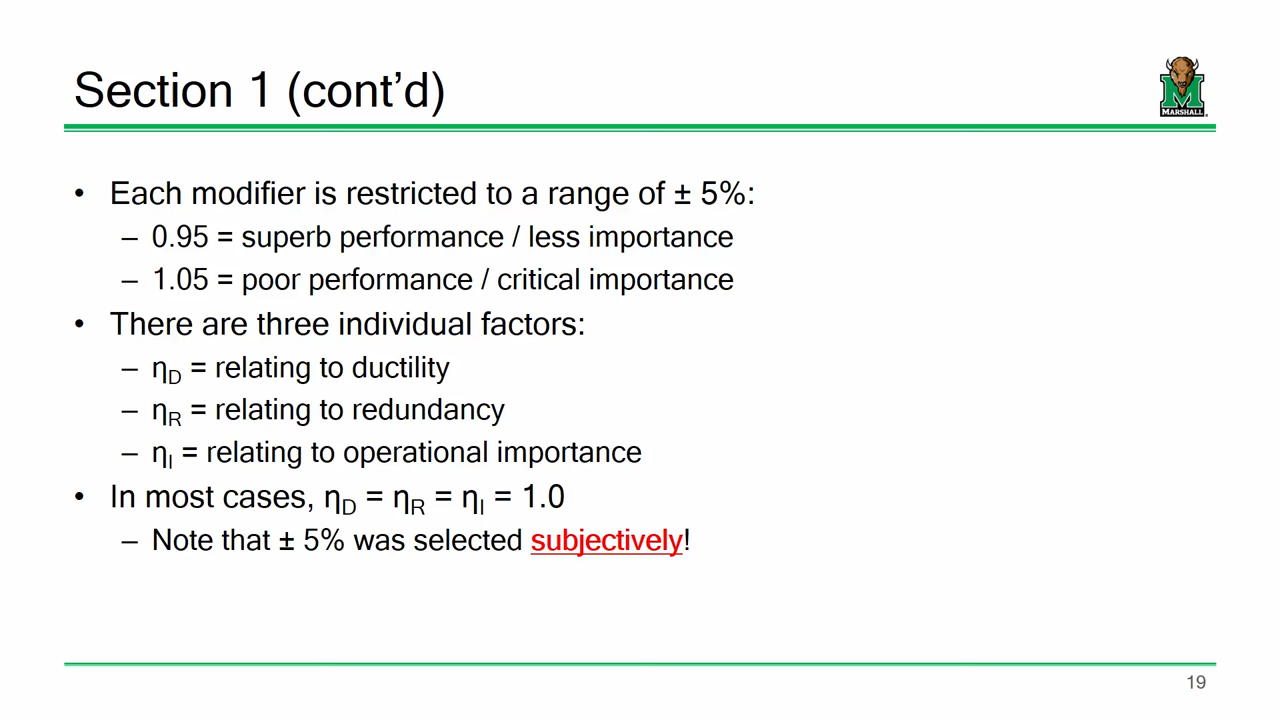 Section 1 (cont’d)
M
MARSHALL
• Each modifier is restricted to a range of ± 5%:
– 0.95 = superb performance / less importance
– 1.05 = poor performance / critical importance
• There are three individual factors:
– ηD = relating to ductility
– ηR = relating to redundancy
– ηI = relating to operational importance
• In most cases, ηD = ηR = ηI = 1.0
– Note that ± 5% was selected subjectively!
19